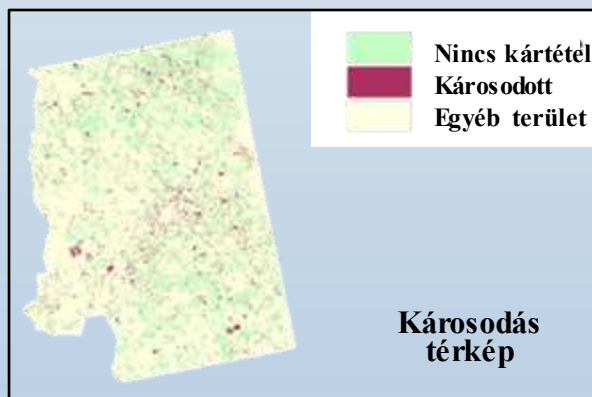 Nincs kártétel
Károsodott
Egyéb terület
Károsodás
térkép